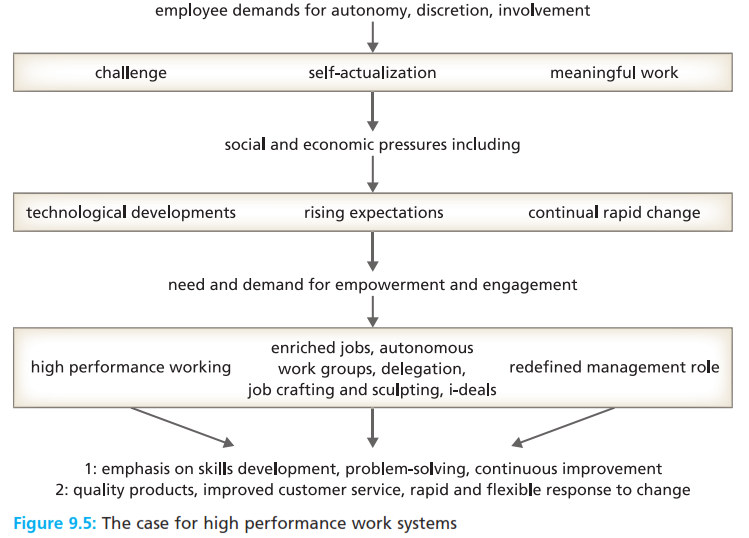 employee demands for autonomy, discretion, involvement
challenge self-actualization meaningful work
social and economic pressures including
technological developments rising expectations continual rapid change
need and demand for empowerment and engagement
high performance working
enriched jobs, autonomous
work groups, delegation,
job crafting and sculpting, i-deals
redefined management role
1: emphasis on skills development, problem-solving, continuous improvement
2: quality products, improved customer service, rapid and flexible response to change
Figure 9.5: The case for high performance work systems